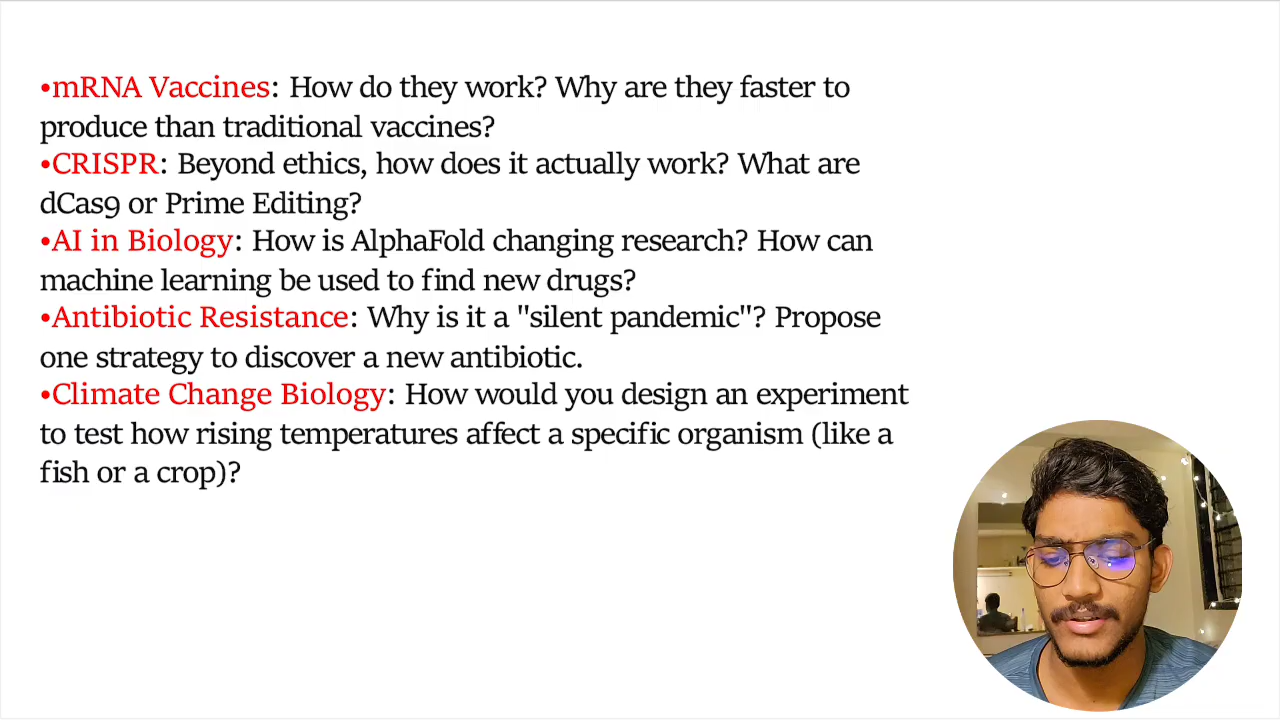 •mRNA Vaccines: How do they work? Why are they faster to
produce than traditional vaccines?
•CRISPR: Beyond ethics, how does it actually work? What are
dCas9 or Prime Editing?
•AI in Biology: How is AlphaFold changing research? How can
machine learning be used to find new drugs?
•Antibiotic Resistance: Why is it a "silent pandemic"? Propose
one strategy to discover a new antibiotic.
•Climate Change Biology: How would you design an experiment
to test how rising temperatures affect a specific organism (like a
fish or a crop)?